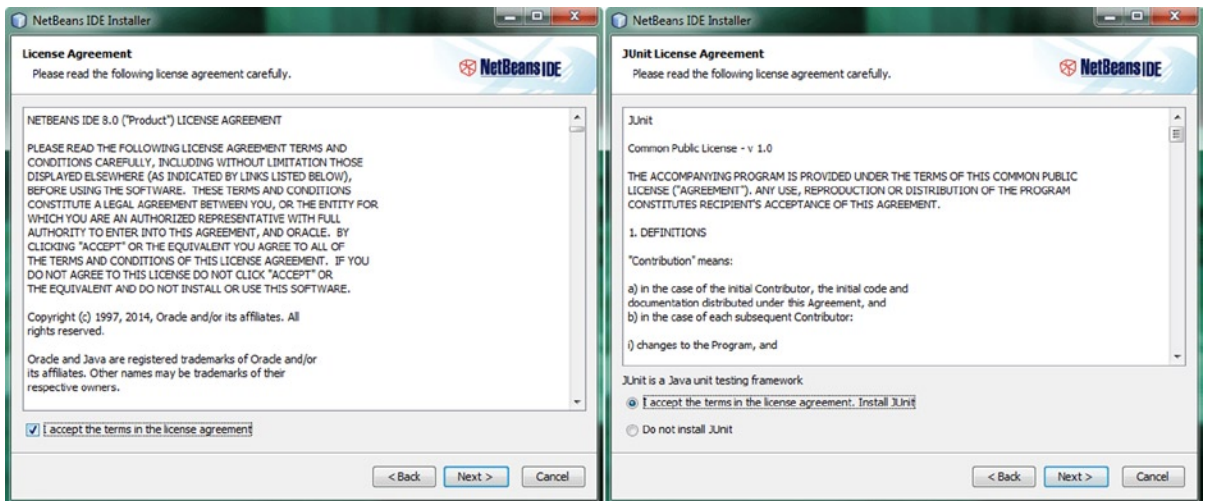 NetBeans IDE Installer
License Agreement
Please read the following license agreement carefully.
NetBeans IDE
NETBEANS IDE 8.0 ("Product") LICENSE AGREEMENT
PLEASE READ THE FOLLOWING LICENSE AGREEMENT TERMS AND
CONDITIONS CAREFULLY, INCLUDING WITHOUT LIMITATION THOSE
DISPLAYED ELSEWHERE (AS INDICATED BY LINKS LISTED BELOW),
BEFORE USING THE SOFTWARE. THESE TERMS AND CONDITIONS
CONSTITUTE A LEGAL AGREEMENT BETWEEN YOU, OR THE ENTITY FOR
WHICH YOU ARE AN AUTHORIZED REPRESENTATIVE WITH FULL
AUTHORITY TO ENTER INTO THIS AGREEMENT, AND ORACLE. BY
CLICKING "ACCEPT" OR THE EQUIVALENT YOU AGREE TO ALL OF
THE TERMS AND CONDITIONS OF THIS LICENSE AGREEMENT. IF YOU
DO NOT AGREE TO THIS LICENSE DO NOT CLICK "ACCEPT" OR
THE EQUIVALENT AND DO NOT INSTALL OR USE THIS SOFTWARE.
Copyright (c) 1997, 2014, Oracle and/or its affiliates. All
rights reserved.
Oracle and Java are registered trademarks of Oracle and/or
its affiliates. Other names may be trademarks of their
respective owners.
I accept the terms in the license agreement
< Back Next > Cancel
NetBeans IDE Installer
JUnit License Agreement
Please read the following license agreement carefully.
NetBeans IDE
JUnit
Common Public License - v 1.0
THE ACCOMPANYING PROGRAM IS PROVIDED UNDER THE TERMS OF THIS COMMON PUBLIC
LICENSE ("AGREEMENT"). ANY USE, REPRODUCTION OR DISTRIBUTION OF THE PROGRAM
CONSTITUTES RECIPIENT'S ACCEPTANCE OF THIS AGREEMENT.
1. DEFINITIONS
"Contribution" means:
a) in the case of the initial Contributor, the initial code and
documentation distributed under this Agreement, and
b) in the case of each subsequent Contributor:
i) changes to the Program, and
JUnit is a Java unit testing framework
I accept the terms in the license agreement. Install JUnit
Do not install JUnit
< Back Next > Cancel